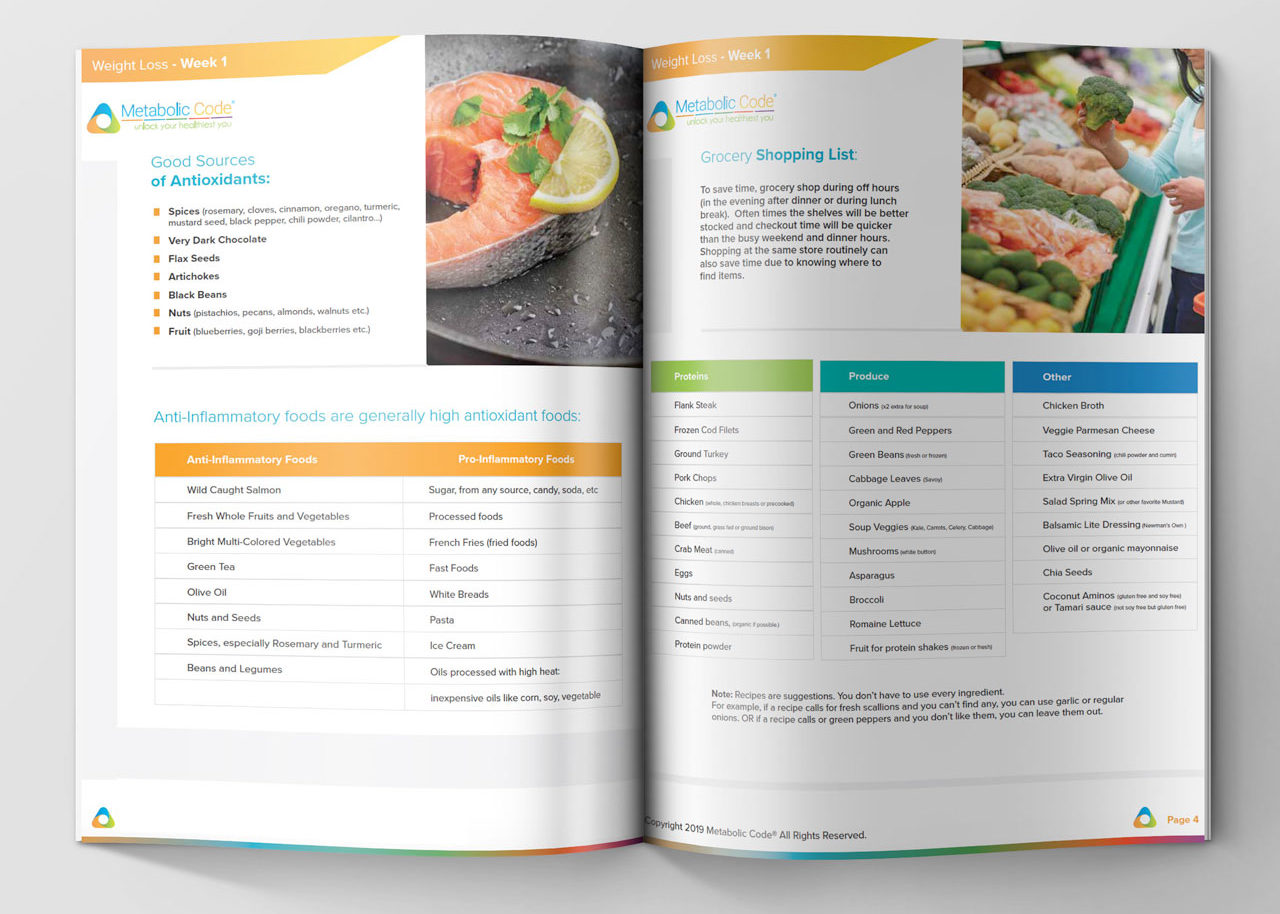 Weight Loss - Week 1
Metabolic Code®
unlock your healthiest you
Good Sources
of Antioxidants:
Spices (rosemary, cloves, cinnamon, oregano, turmeric,
mustard seed, black pepper, chili powder, cilantro...)
Very Dark Chocolate
Flax Seeds
Artichokes
Black Beans
Nuts (pistachios, pecans, almonds, walnuts etc.)
Fruit (blueberries, goji berries, blackberries etc.)
Anti-Inflammatory foods are generally high antioxidant foods:
Anti-Inflammatory Foods Pro-Inflammatory Foods
Wild Caught Salmon Sugar, from any source, candy, soda, etc
Fresh Whole Fruits and Vegetables Processed foods
Bright Multi-Colored Vegetables French Fries (fried foods)
Green Tea Fast Foods
Olive Oil White Breads
Nuts and Seeds Pasta
Spices, especially Rosemary and Turmeric Ice Cream
Beans and Legumes Oils processed with high heat:
inexpensive oils like corn, soy, vegetable
Weight Loss - Week 1
Metabolic Code®
unlock your healthiest you
Grocery Shopping List:
To save time, grocery shop during off hours
(in the evening after dinner or during lunch
break). Often times the shelves will be better
stocked and checkout time will be quicker
than the busy weekend and dinner hours.
Shopping at the same store routinely can
also save time due to knowing where to
find items.
Proteins
Flank Steak
Frozen Cod Filets
Ground Turkey
Pork Chops
Chicken (whole, chicken breasts or precooked)
Beef (ground, grass fed or ground bison)
Crab Meat (canned)
Eggs
Nuts and seeds
Canned beans, (organic if possible)
Protein powder
Produce
Onions (x2 extra for soup)
Green and Red Peppers
Green Beans (fresh or frozen)
Cabbage Leaves (Savoy)
Organic Apple
Soup Veggies (Kale, Carrots, Celery, Cabbage)
Mushrooms (white button)
Asparagus
Broccoli
Romaine Lettuce
Fruit for protein shakes (frozen or fresh)
Other
Chicken Broth
Veggie Parmesan Cheese
Taco Seasoning (chili powder and cumin)
Extra Virgin Olive Oil
Salad Spring Mix (or other favorite Mustard)
Balsamic Lite Dressing (Newman's Own )
Olive oil or organic mayonnaise
Chia Seeds
Coconut Aminos (gluten free and soy free)
or Tamari sauce (not soy free but gluten free)
Note: Recipes are suggestions. You don't have to use every ingredient.
For example, if a recipe calls for fresh scallions and you can't find any, you can use garlic or regular
onions. OR if a recipe calls or green peppers and you don't like them, you can leave them out.
Copyright 2019 Metabolic Code® All Rights Reserved.
Page 4